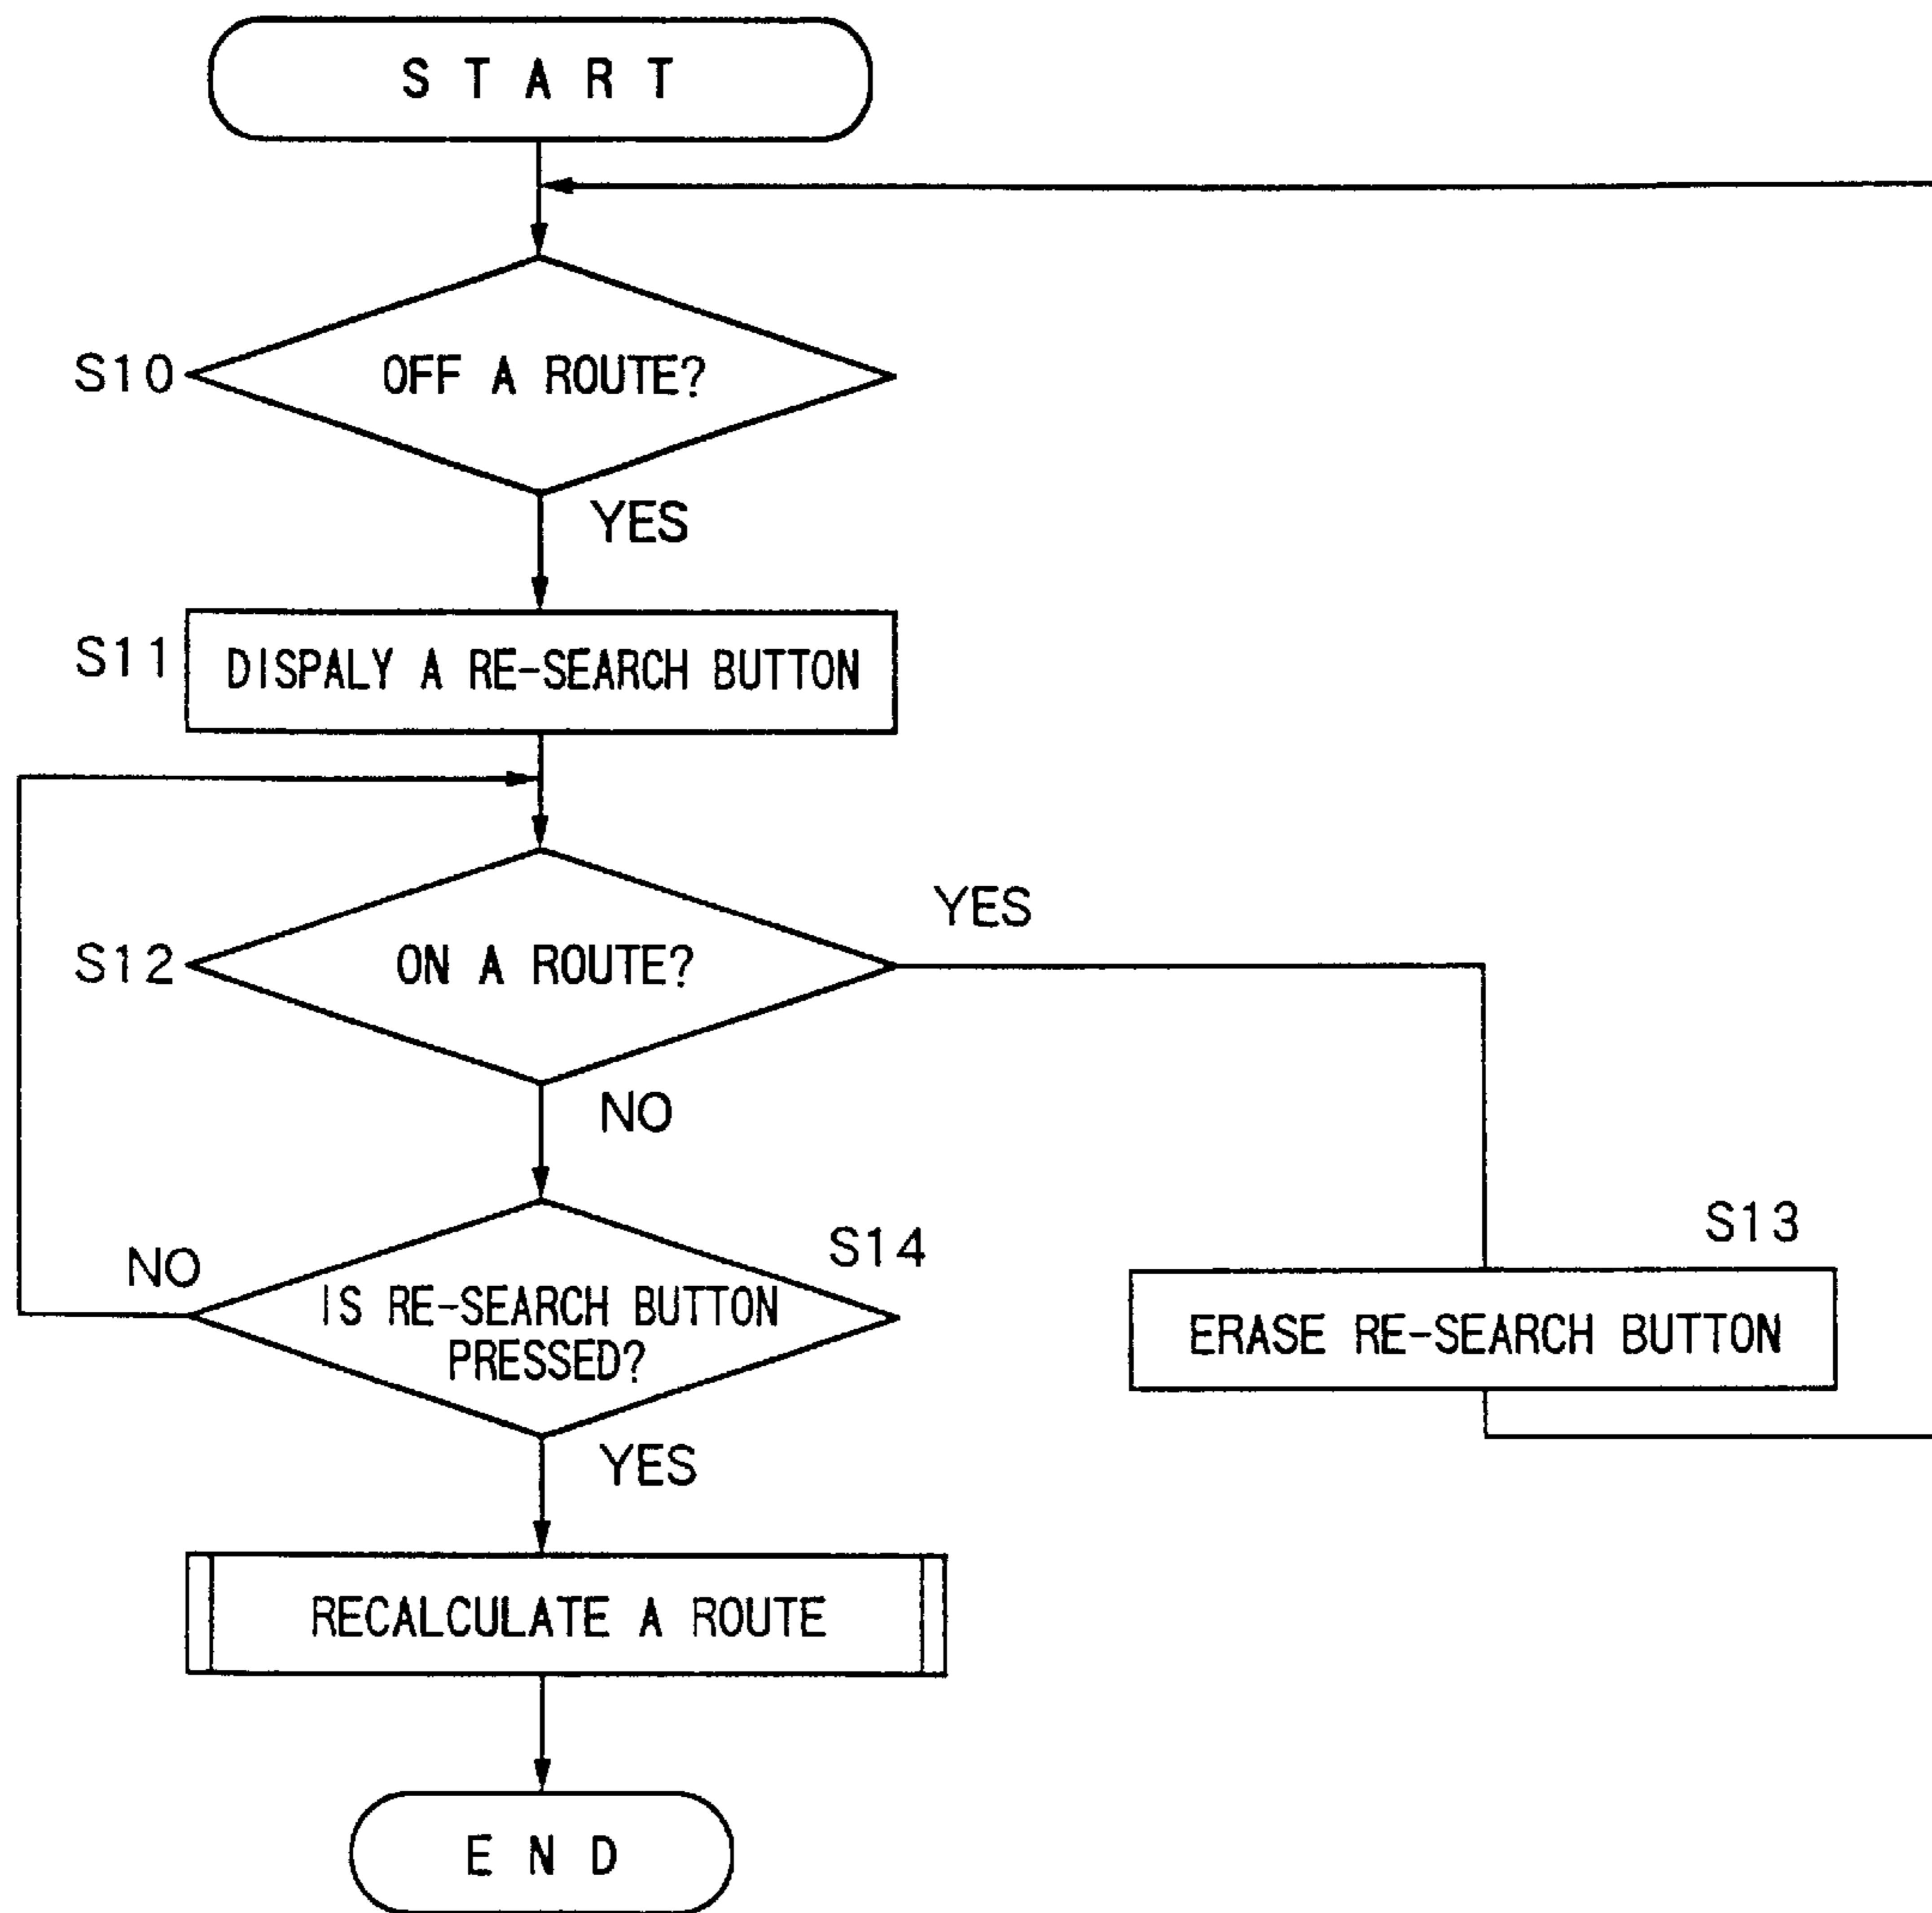 START
S10
OFF A ROUTE?
YES
S11
DISPALY A RE-SEARCH BUTTON
S12
ON A ROUTE?
YES
NO
S14
NO
IS RE-SEARCH BUTTON
PRESSED?
YES
S13
ERASE RE-SEARCH BUTTON
RECALCULATE A ROUTE
END